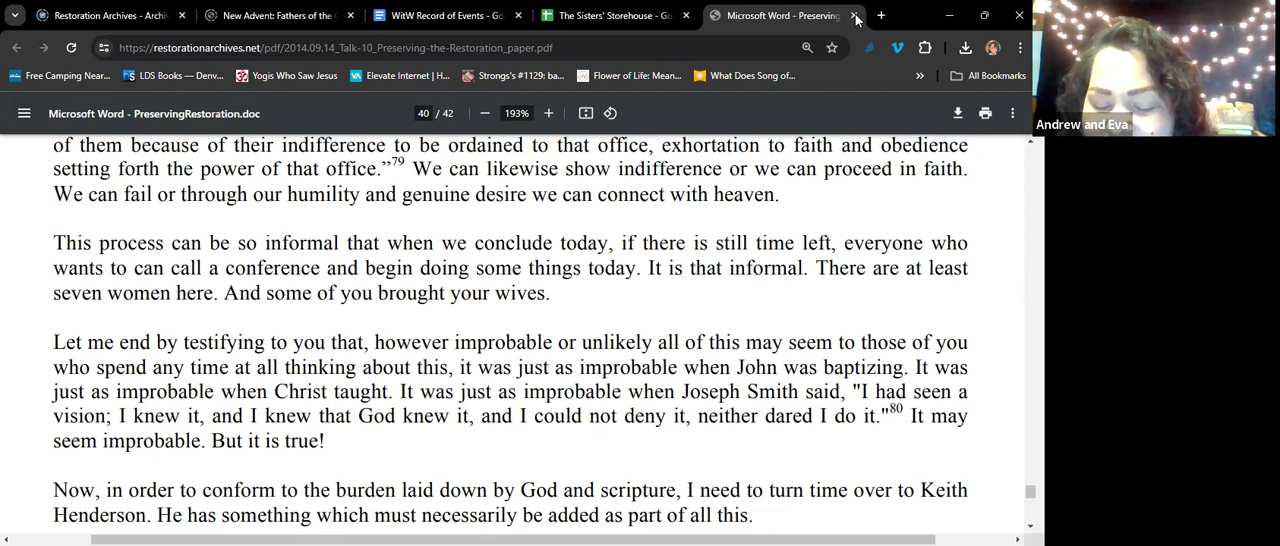 Restoration Archives - Archi
New Advent: Fathers of the
WitW Record of Events - Go
The Sisters' Storehouse - Go
Microsoft Word - Preserving
https://restorationarchives.net/pdf/2014.09.14_Talk-10_Preserving-the-Restoration_paper.pdf
Free Camping Near...
LDS Books — Denv...
Yogis Who Saw Jesus
Elevate Internet | H...
Strongs's #1129: ba...
Flower of Life: Mean...
What Does Song of...
»
All Bookmarks
Microsoft Word - PreservingRestoration.doc
40 / 42
193%
Andrew and Eva
of them because of their indifference to be ordained to that office, exhortation to faith and obedience
setting forth the power of that office.”79 We can likewise show indifference or we can proceed in faith.
We can fail or through our humility and genuine desire we can connect with heaven.
This process can be so informal that when we conclude today, if there is still time left, everyone who
wants to can call a conference and begin doing some things today. It is that informal. There are at least
seven women here. And some of you brought your wives.
Let me end by testifying to you that, however improbable or unlikely all of this may seem to those of you
who spend any time at all thinking about this, it was just as improbable when John was baptizing. It was
just as improbable when Christ taught. It was just as improbable when Joseph Smith said, "I had seen a
vision; I knew it, and I knew that God knew it, and I could not deny it, neither dared I do it."80 It may
seem improbable. But it is true!
Now, in order to conform to the burden laid down by God and scripture, I need to turn time over to Keith
Henderson. He has something which must necessarily be added as part of all this.